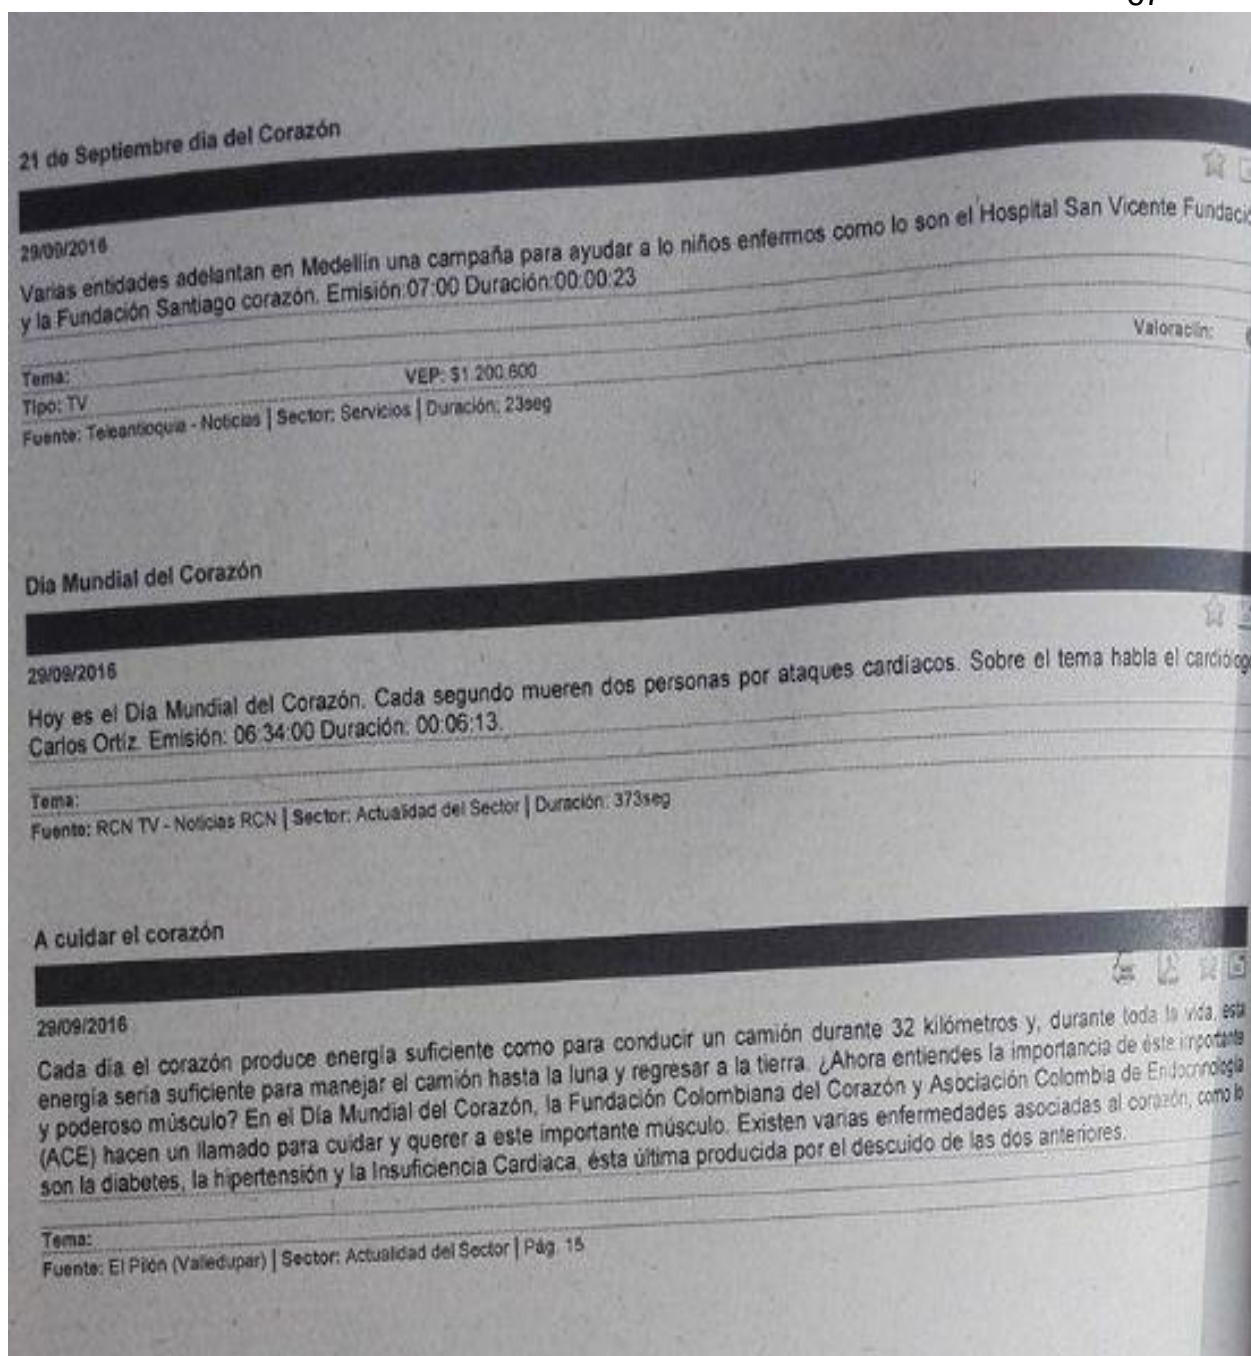 21 de Septiembre dia del Corazón
29/09/2016
Varias entidades adelantan en Medellín una campaña para ayudar a lo niños enfermos como lo son el Hospital San Vicente
y la Fundación Santiago corazón. Emisión:07:00 Duración:00:00:23
Valoración:
Tema:
VEP: $1.200.600
Tipo: TV
Fuente: Teleantioquia - Noticias | Sector: Servicios | Duración: 23seg
Día Mundial del Corazón
29/09/2016
Hoy es el Día Mundial del Corazón. Cada segundo mueren dos personas por ataques cardíacos. Sobre el tema habla el
Carlos Ortíz. Emisión: 06:34:00 Duración: 00:06:13.
Tema:
Fuente: RCN TV - Noticias RCN | Sector: Actualidad del Sector | Duración: 373seg
A cuidar el corazón
29/09/2016
Cada día el corazón produce energía suficiente como para conducir un camión durante 32 kilómetros y, durante toda la vida, esta
energía sería suficiente para manejar el camión hasta la luna y regresar a la tierra. ¿Ahora entiendes la importancia de éste importante
y poderoso músculo? En el Día Mundial del Corazón, la Fundación Colombiana del Corazón y Asociación Colombia de Endocrinología
(ACE) hacen un llamado para cuidar y querer a este importante músculo. Existen varias enfermedades asociadas al corazón, como lo
son la diabetes, la hipertensión y la Insuficiencia Cardiaca, ésta última producida por el descuido de las dos anteriores.
Tema:
Fuente: El Pilón (Valledupar) | Sector: Actualidad del Sector | Pág. 15